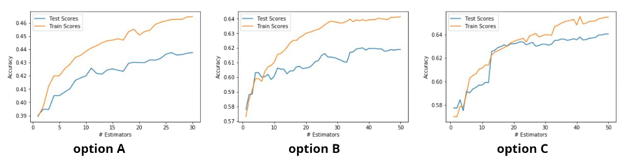 Test Scores
Train Scores
0.46
0.45
0.44
0.43
0.42
0.41
0.40
0.39
Accuracy
0 5 10 15 20 25 30
# Estimators
option A
Test Scores
Train Scores
0.64
0.63
0.62
0.61
0.60
0.59
0.58
0.57
Accuracy
0 10 20 30 40 50
# Estimators
option B
Test Scores
Train Scores
0.64
0.62
0.60
0.58
Accuracy
0 10 20 30 40 50
# Estimators
option C